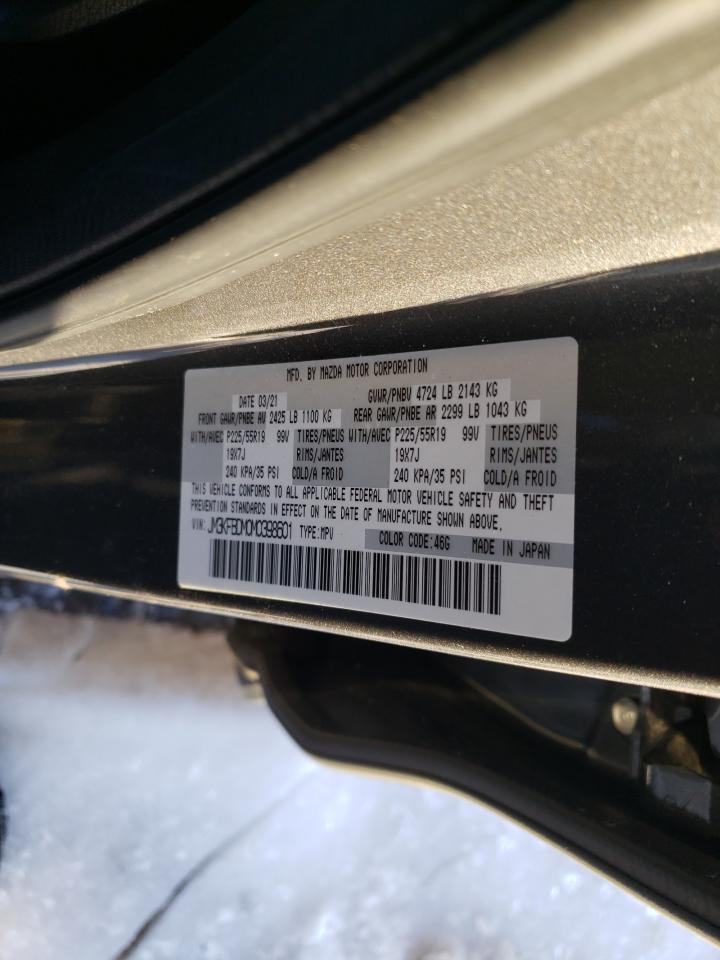 MFD. BY MAZDA MOTOR CORPORATION
DATE 03/21 GVWR/PNBV 4724 LB 2143 KG
FRONT GAWR/PNBE AV 2425 LB 1100 KG REAR GAWR/PNBE AR 2299 LB 1043 KG
WITH/AVEC P225/55R19 99V TIRES/PNEUS WITH/AVEC P225/55R19 99V TIRES/PNEUS
19X7J RIMS/JANTES 19X7J RIMS/JANTES
240 KPA/35 PSI COLD/A FROID 240 KPA/35 PSI COLD/A FROID
THIS VEHICLE CONFORMS TO ALL APPLICABLE FEDERAL MOTOR VEHICLE SAFETY AND THEFT
PREVENTION STANDARDS IN EFFECT ON THE DATE OF MANUFACTURE SHOWN ABOVE.
VIN: JM3KFBDM0M0398601 TYPE:MPV COLOR CODE:46G MADE IN JAPAN